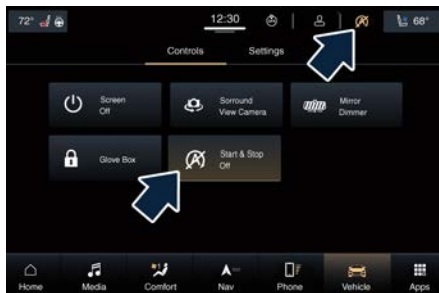 72° 12:30 68°
Controls Settings
Screen
Off
Sorround
View Camera
Mirror
Dimmer
Glove Box
Start & Stop
Off
Home Media Comfort Nav Phone Vehicle Apps